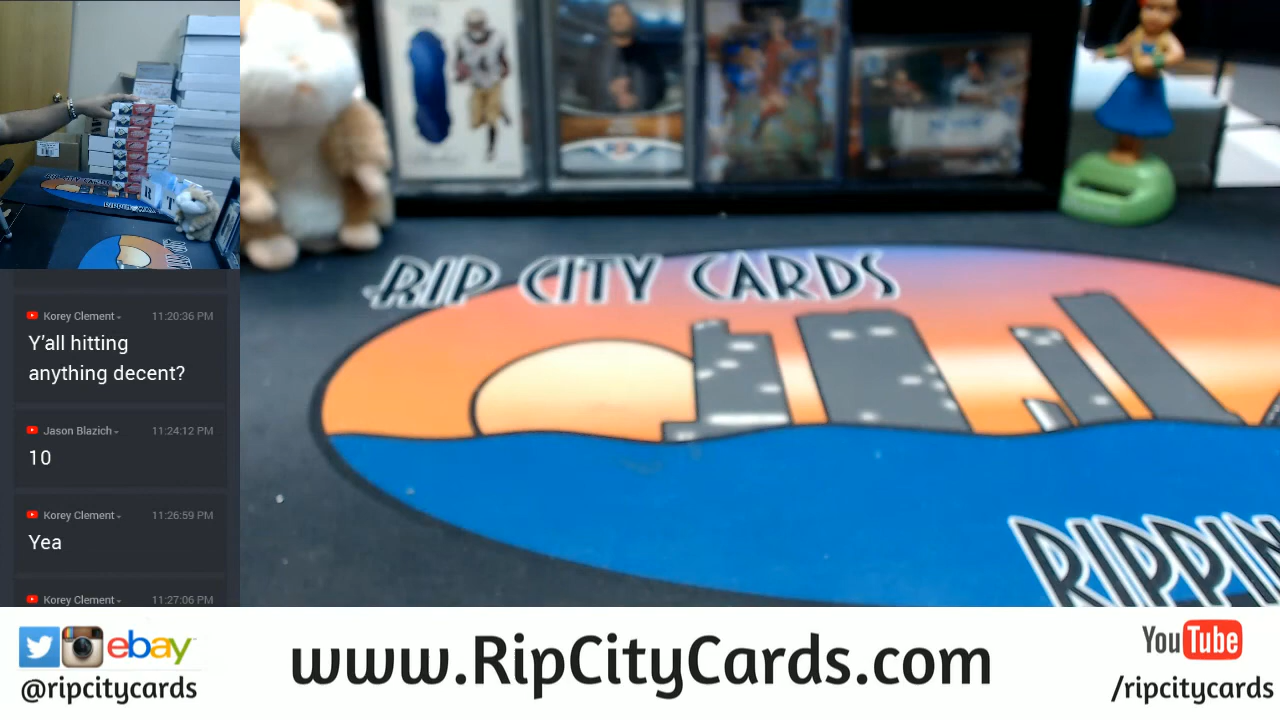 Korey Clement 11:20:36 PM
Y'all hitting
anything decent?
Jason Blazich 11:24:12 PM
10
Korey Clement 11:26:59 PM
Yea
Korey Clement 11:27:06 PM
4
RIP CITY CARDS
RIPPIN
ebay
@ripcitycards
www.RipCityCards.com
YouTube
/ripcitycards